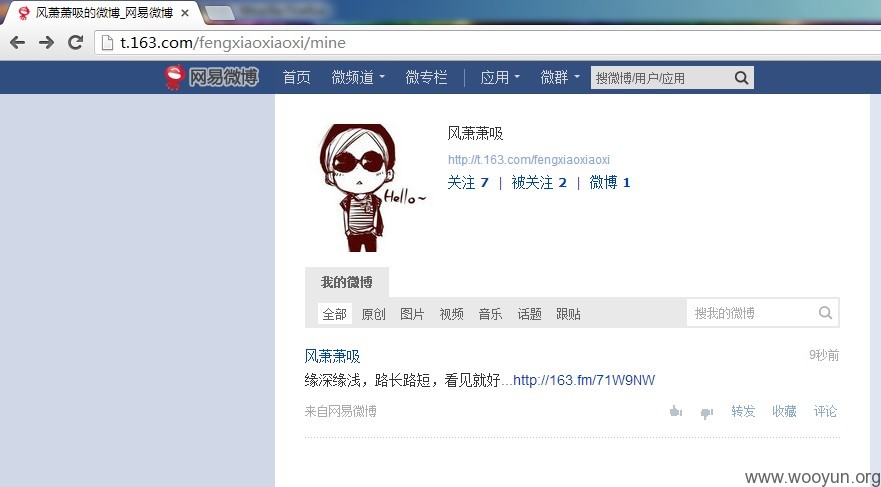 风萧萧吸的微博_网易微博
t.163.com/fengxiaoxiaoxi/mine
网易微博 首页 微频道 微专栏 应用 微群 搜微博/用户/应用
风萧萧吸
http://t.163.com/fengxiaoxiaoxi
关注 7 | 被关注 2 | 微博 1
Hello~
我的微博
全部 原创 图片 视频 音乐 话题 跟贴 搜我的微博
风萧萧吸 9秒前
缘深缘浅，路长路短，看见就好...http://163.fm/71W9NW
来自网易微博 转发 收藏 评论
www.wooyun.org